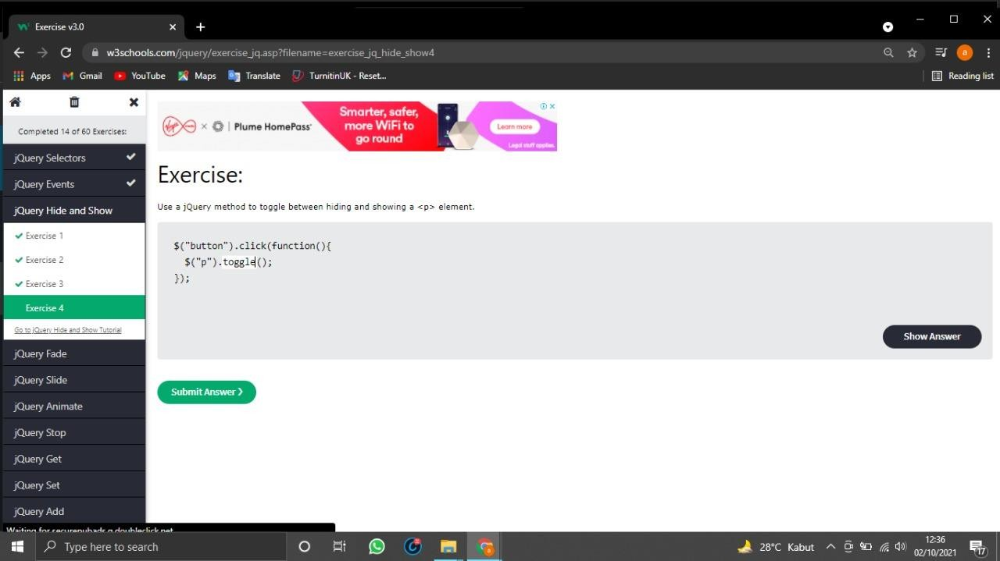 Exercise v3.0
w3schools.com/jquery/exercise_jq.asp?filename=exercise_jq_hide_show4
a
Apps
Gmail
YouTube
Maps
Translate
TurnitinUK - Reset...
Reading list
Completed 14 of 60 Exercises:
jQuery Selectors
jQuery Events
jQuery Hide and Show
Exercise 1
Exercise 2
Exercise 3
Exercise 4
Go to jQuery Hide and Show Tutorial
jQuery Fade
jQuery Slide
jQuery Animate
jQuery Stop
jQuery Get
jQuery Set
jQuery Add
Virgin × | Plume HomePass
Smarter, safer,
more WiFi to
go round
Learn more
Legal stuff applies.
Exercise:
Use a jQuery method to toggle between hiding and showing a <p> element.
$("button").click(function(){
$("p").toggle();
});
Show Answer
Submit Answer ❯
Waiting for securepubads.g.doubleclick.net...
Type here to search
28°C Kabut
12:36
02/10/2021
17